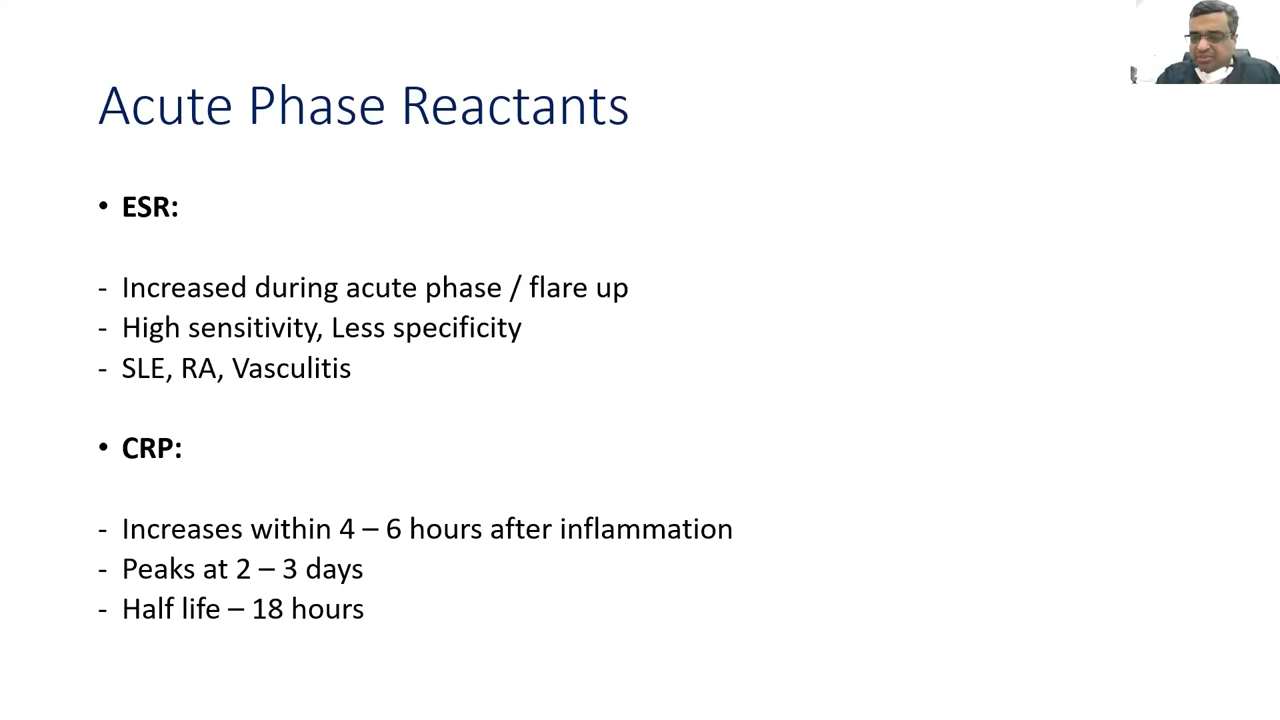 Acute Phase Reactants
• ESR:
- Increased during acute phase / flare up
- High sensitivity, Less specificity
- SLE, RA, Vasculitis
• CRP:
- Increases within 4 – 6 hours after inflammation
- Peaks at 2 – 3 days
- Half life – 18 hours